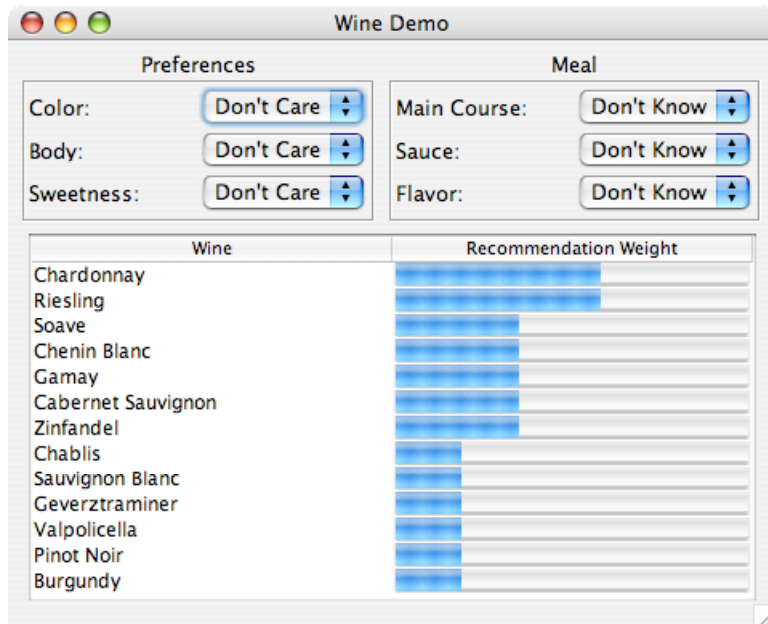 Wine Demo
Preferences
Color: Don't Care
Body: Don't Care
Sweetness: Don't Care
Meal
Main Course: Don't Know
Sauce: Don't Know
Flavor: Don't Know
Wine Recommendation Weight
Chardonnay
Riesling
Soave
Chenin Blanc
Gamay
Cabernet Sauvignon
Zinfandel
Chablis
Sauvignon Blanc
Geverztraminer
Valpolicella
Pinot Noir
Burgundy